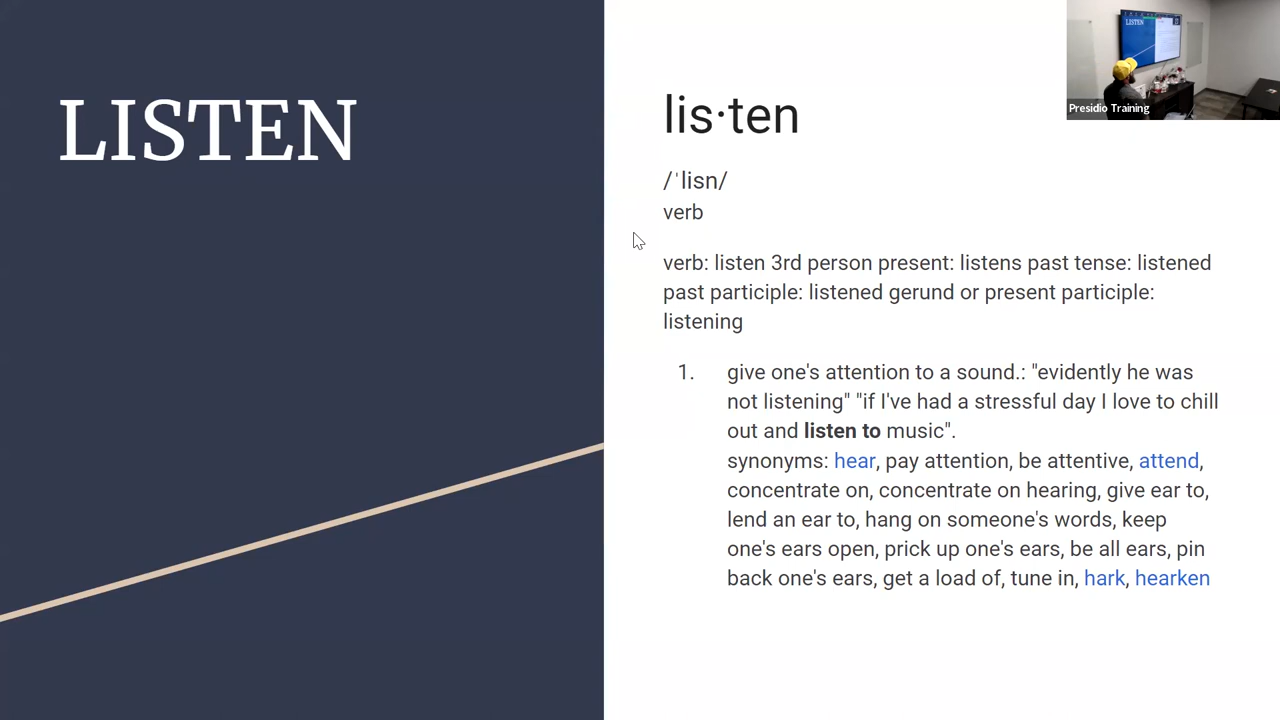 LISTEN
lis·ten
/ˈlisn/
verb
verb: listen 3rd person present: listens past tense: listened
past participle: listened gerund or present participle:
listening
1. give one's attention to a sound.: "evidently he was
not listening" "if I've had a stressful day I love to chill
out and listen to music".
synonyms: hear, pay attention, be attentive, attend,
concentrate on, concentrate on hearing, give ear to,
lend an ear to, hang on someone's words, keep
one's ears open, prick up one's ears, be all ears, pin
back one's ears, get a load of, tune in, hark, hearken
LISTEN
Presidio Training